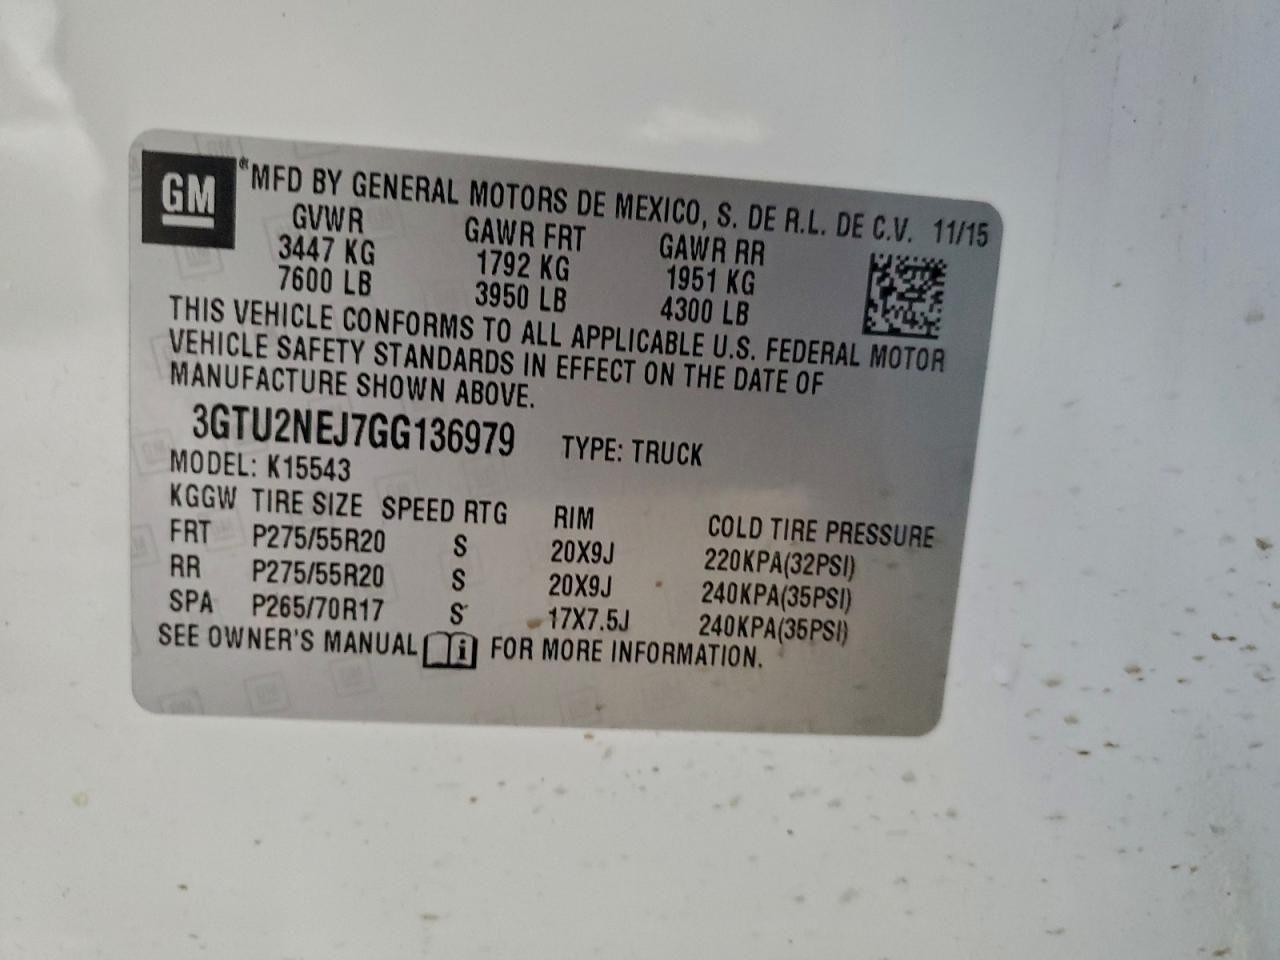 GM
®MFD BY GENERAL MOTORS DE MEXICO, S. DE R.L. DE C.V. 11/15
GVWR GAWR FRT GAWR RR
3447 KG 1792 KG 1951 KG
7600 LB 3950 LB 4300 LB
THIS VEHICLE CONFORMS TO ALL APPLICABLE U.S. FEDERAL MOTOR
VEHICLE SAFETY STANDARDS IN EFFECT ON THE DATE OF
MANUFACTURE SHOWN ABOVE.
3GTU2NEJ7GG136979 TYPE: TRUCK
MODEL: K15543
KGGW TIRE SIZE SPEED RTG RIM COLD TIRE PRESSURE
FRT P275/55R20 S 20X9J 220KPA(32PSI)
RR P275/55R20 S 20X9J 240KPA(35PSI)
SPA P265/70R17 S 17X7.5J 240KPA(35PSI)
SEE OWNER'S MANUAL i FOR MORE INFORMATION.